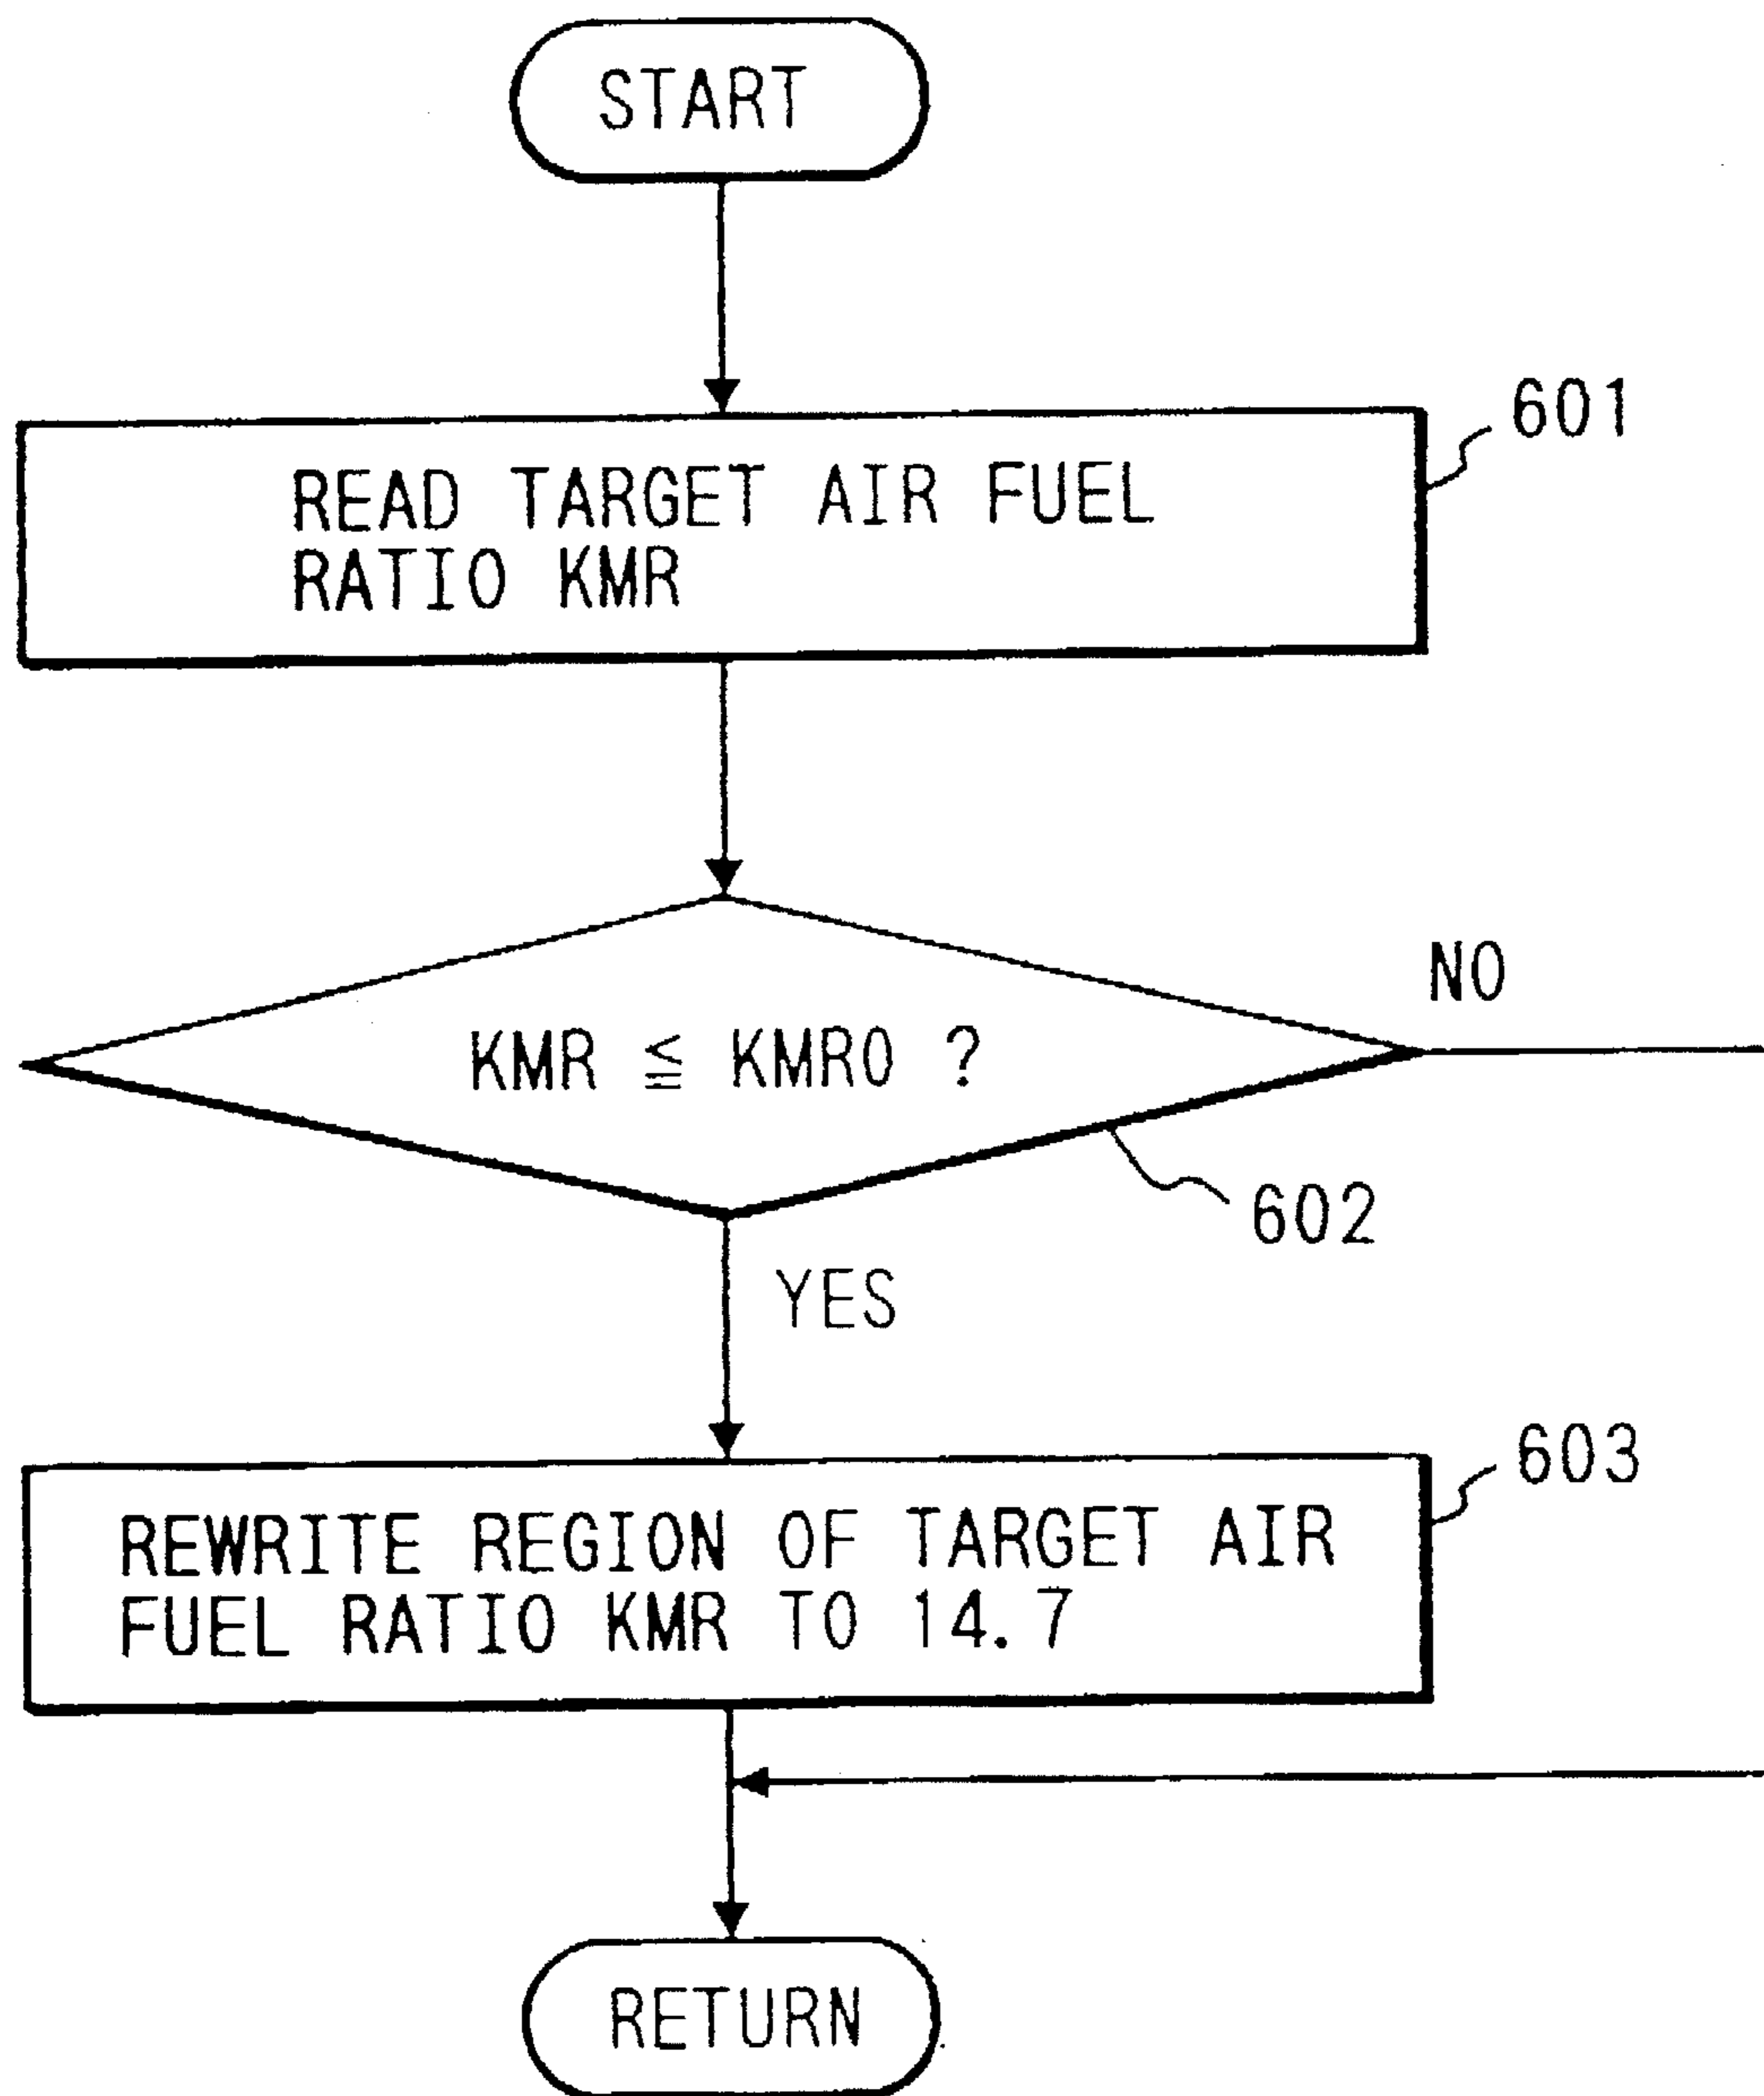 START
601
READ TARGET AIR FUEL
RATIO KMR
NO
KMR ≦ KMR0 ?
602
YES
603
REWRITE REGION OF TARGET AIR
FUEL RATIO KMR TO 14.7
RETURN